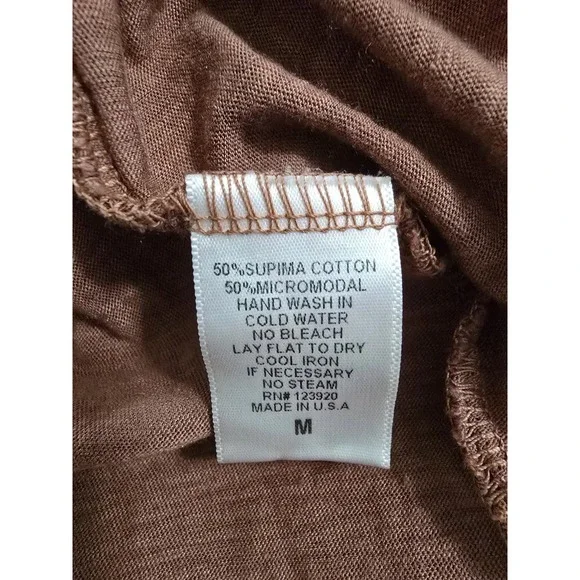 50%SUPIMA COTTON
50%MICROMODAL
HAND WASH IN
COLD WATER
NO BLEACH
LAY FLAT TO DRY
COOL IRON
IF NECESSARY
NO STEAM
RN# 123920
MADE IN U.S.A
M